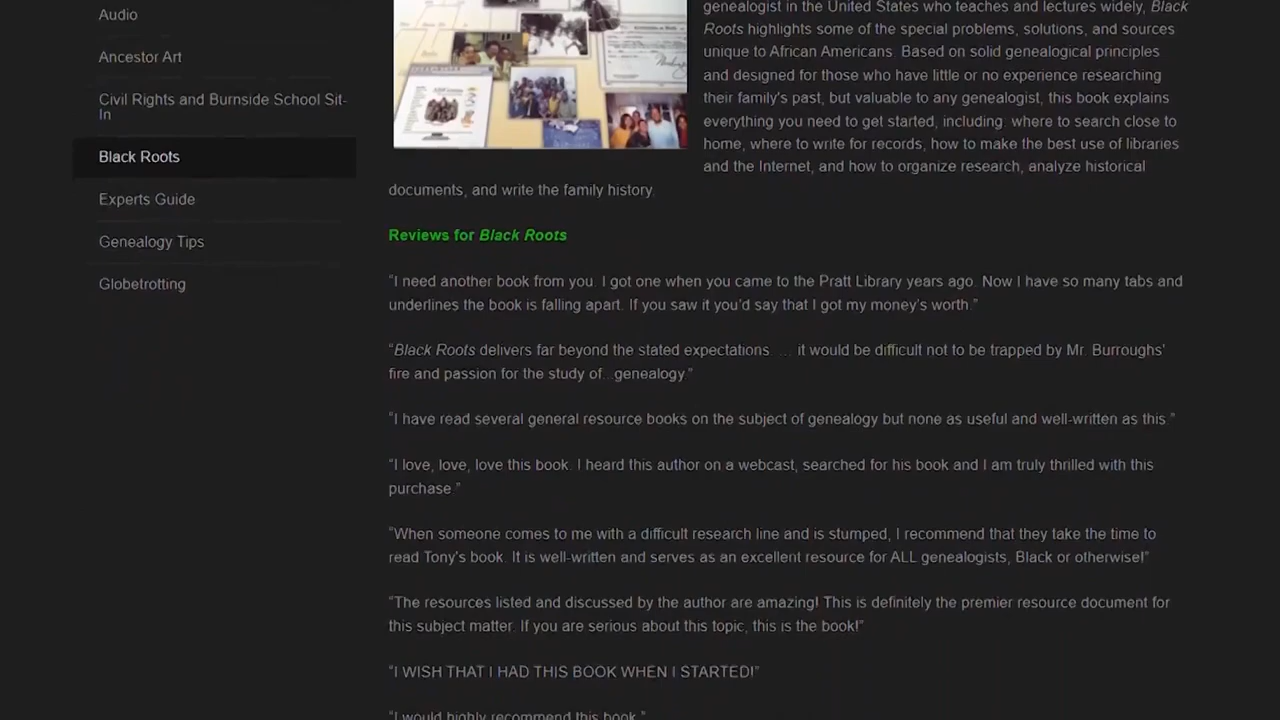 Audio
Ancestor Art
Civil Rights and Burnside School Sit-
In
Black Roots
Experts Guide
Genealogy Tips
Globetrotting
genealogist in the United States who teaches and lectures widely, Black
Roots highlights some of the special problems, solutions, and sources
unique to African Americans. Based on solid genealogical principles
and designed for those who have little or no experience researching
their family's past, but valuable to any genealogist, this book explains
everything you need to get started, including: where to search close to
home, where to write for records, how to make the best use of libraries
and the Internet, and how to organize research, analyze historical
documents, and write the family history.
Reviews for Black Roots
“I need another book from you. I got one when you came to the Pratt Library years ago. Now I have so many tabs and
underlines the book is falling apart. If you saw it you'd say that I got my money's worth.”
“Black Roots delivers far beyond the stated expectations. ... it would be difficult not to be trapped by Mr. Burroughs'
fire and passion for the study of...genealogy.”
“I have read several general resource books on the subject of genealogy but none as useful and well-written as this.”
“I love, love, love this book. I heard this author on a webcast, searched for his book and I am truly thrilled with this
purchase.”
“When someone comes to me with a difficult research line and is stumped, I recommend that they take the time to
read Tony's book. It is well-written and serves as an excellent resource for ALL genealogists, Black or otherwise!”
“The resources listed and discussed by the author are amazing! This is definitely the premier resource document for
this subject matter. If you are serious about this topic, this is the book!”
“I WISH THAT I HAD THIS BOOK WHEN I STARTED!”
“I would highly recommend this book.”